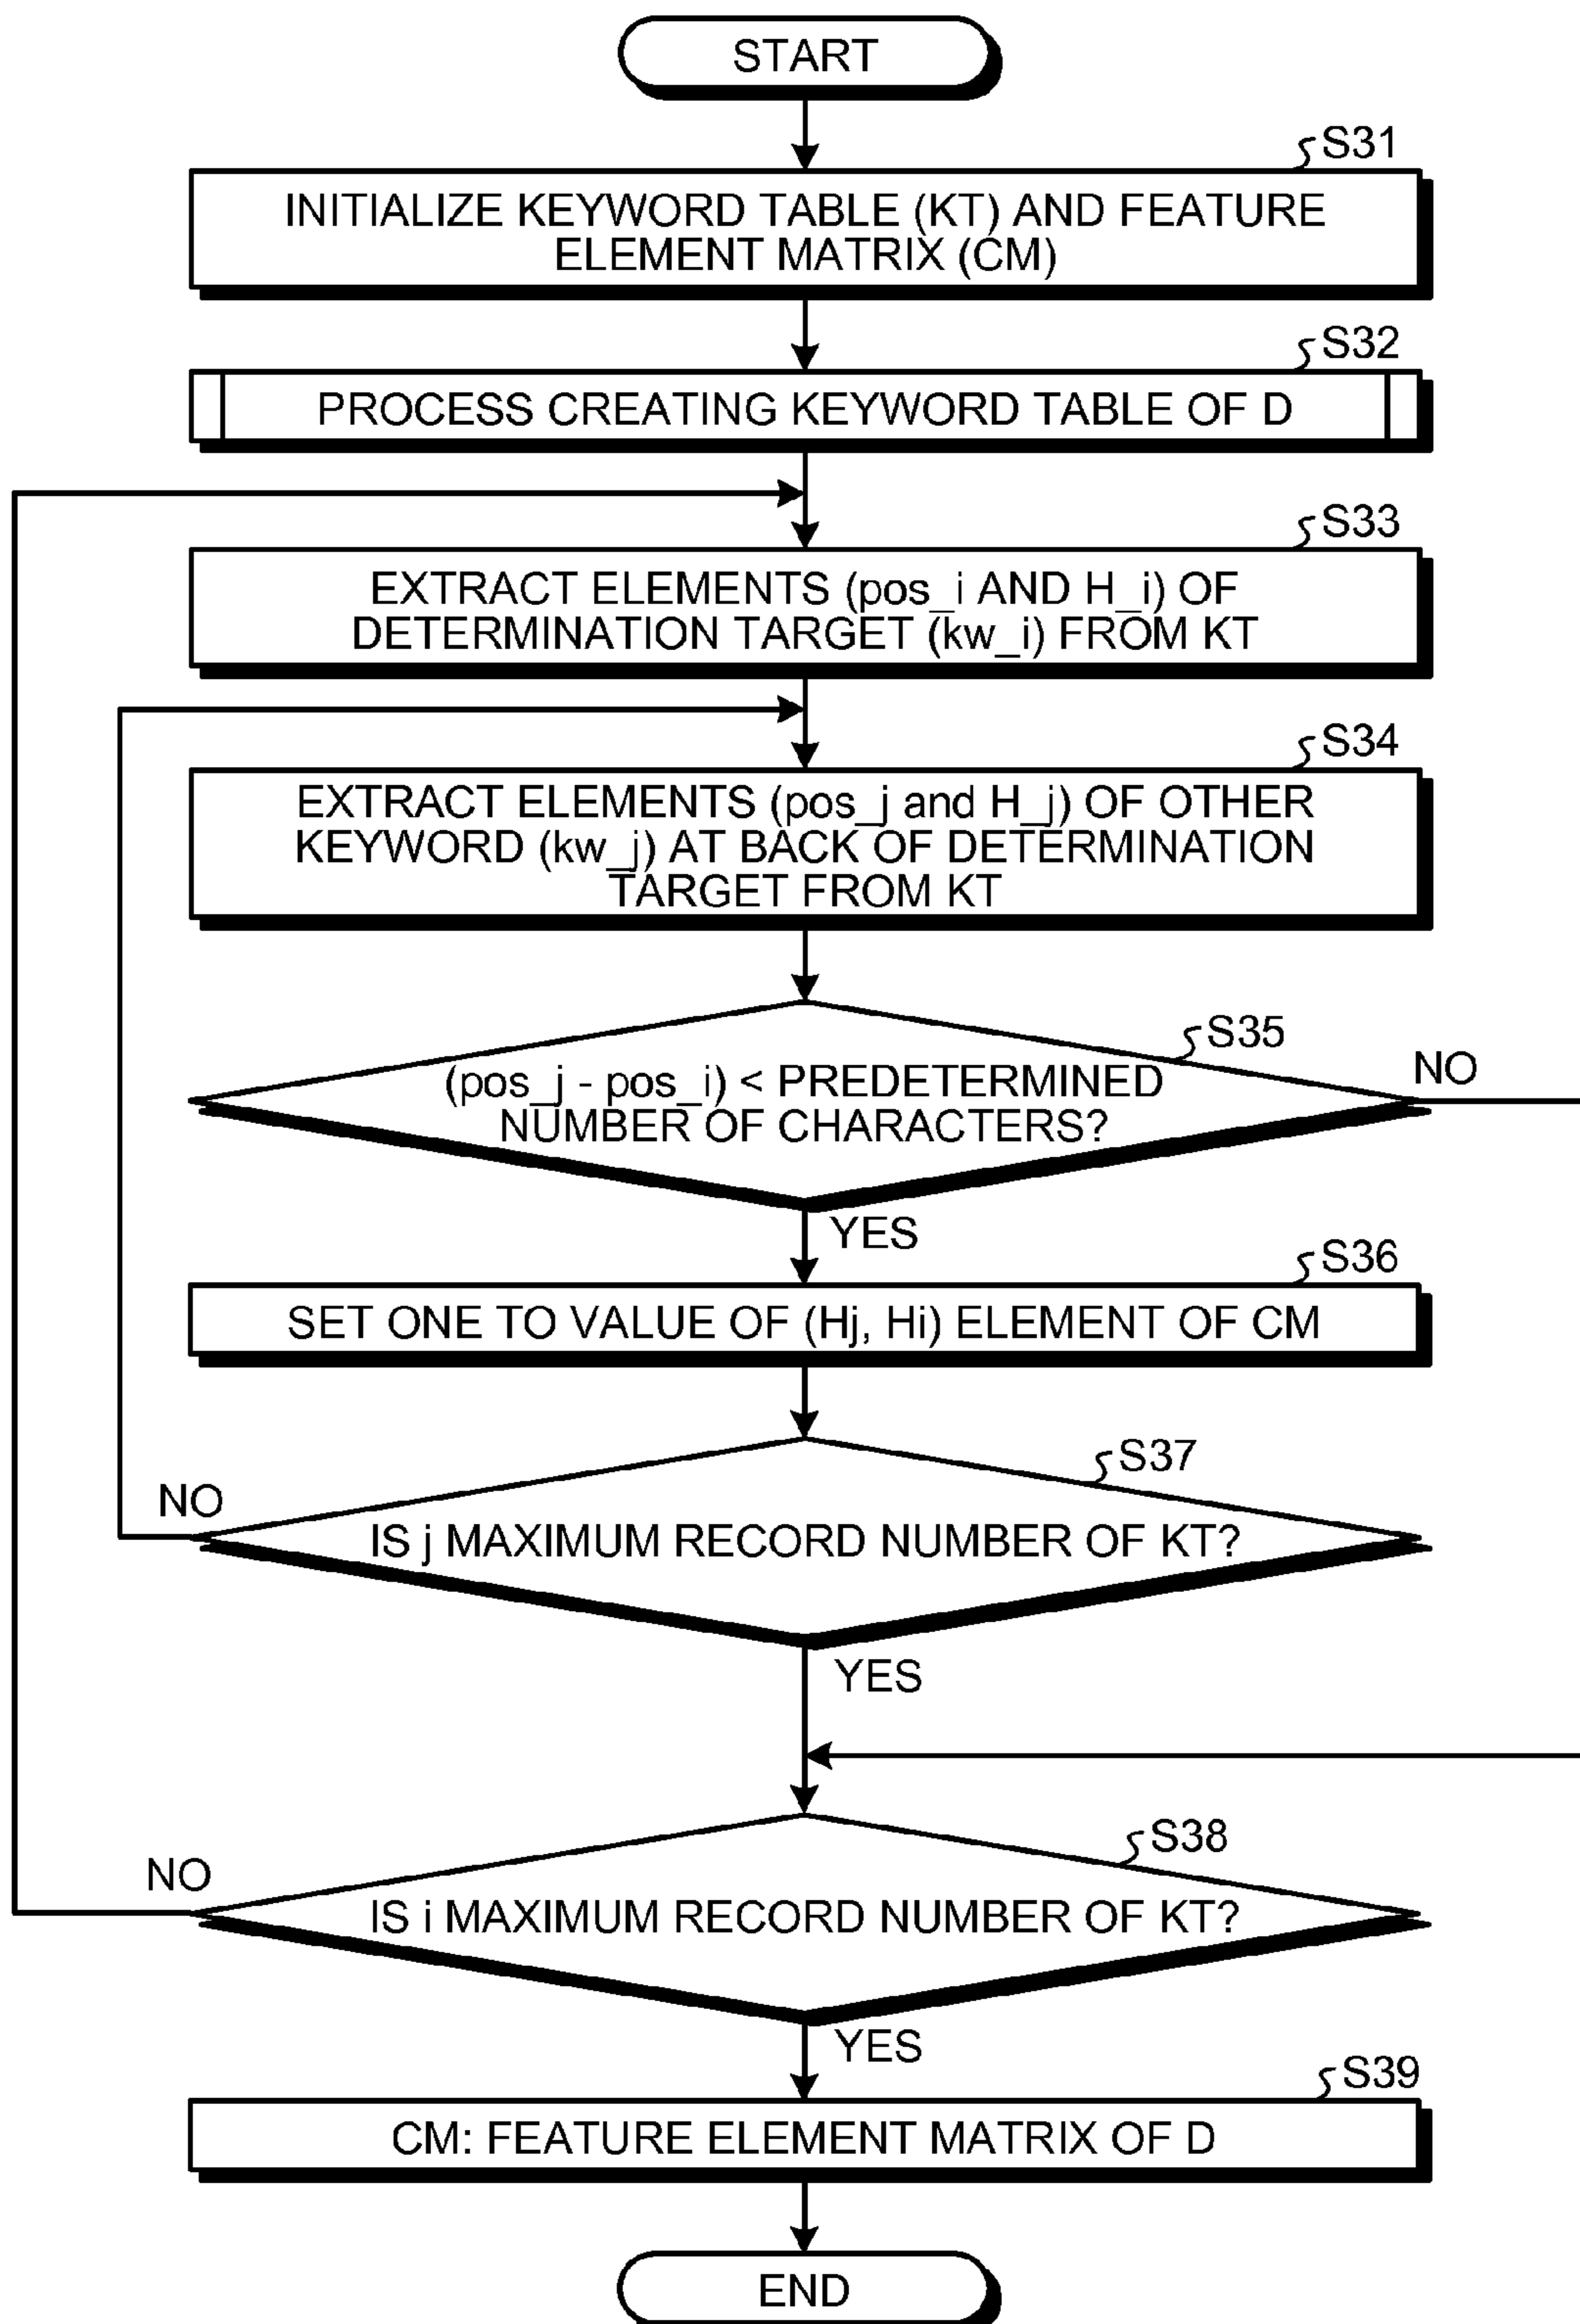 START
S31
INITIALIZE KEYWORD TABLE (KT) AND FEATURE
ELEMENT MATRIX (CM)
S32
PROCESS CREATING KEYWORD TABLE OF D
S33
EXTRACT ELEMENTS (pos_i AND H_i) OF
DETERMINATION TARGET (kw_i) FROM KT
S34
EXTRACT ELEMENTS (pos_j and H_j) OF OTHER
KEYWORD (kw_j) AT BACK OF DETERMINATION
TARGET FROM KT
S35
(pos_j - pos_i) < PREDETERMINED
NUMBER OF CHARACTERS?
NO
YES
S36
SET ONE TO VALUE OF (Hj, Hi) ELEMENT OF CM
S37
NO
IS j MAXIMUM RECORD NUMBER OF KT?
YES
S38
NO
IS i MAXIMUM RECORD NUMBER OF KT?
YES
S39
CM: FEATURE ELEMENT MATRIX OF D
END